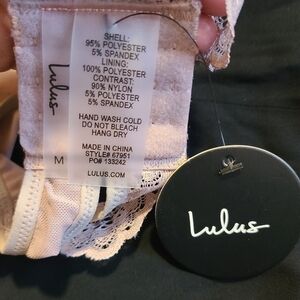 SHELL:
95% POLYESTER
5% SPANDEX
LINING:
100% POLYESTER
CONTRAST:
90% NYLON
5% POLYESTER
5% SPANDEX
HAND WASH COLD
DO NOT BLEACH
HANG DRY
MADE IN CHINA
STYLE# 67951
PO# 133242
LULUS.COM
Lulus
M
Lulus